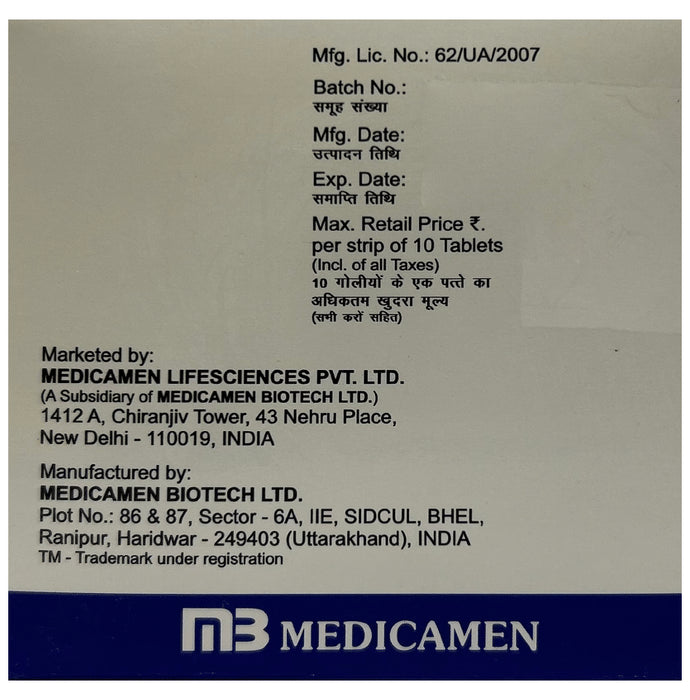 Mfg. Lic. No.: 62/UA/2007
Batch No.:
समूह संख्या
Mfg. Date:
उत्पादन तिथि
Exp. Date:
समाप्ति तिथि
Max. Retail Price ₹.
per strip of 10 Tablets
(Incl. of all Taxes)
10 गोलीयों के एक पत्ते का
अधिकतम खुदरा मूल्य
(सभी करों सहित)
Marketed by:
MEDICAMEN LIFESCIENCES PVT. LTD.
(A Subsidiary of MEDICAMEN BIOTECH LTD.)
1412 A, Chiranjiv Tower, 43 Nehru Place,
New Delhi - 110019, INDIA
Manufactured by:
MEDICAMEN BIOTECH LTD.
Plot No.: 86 & 87, Sector - 6A, IIE, SIDCUL, BHEL,
Ranipur, Haridwar - 249403 (Uttarakhand), INDIA
TM - Trademark under registration
MB MEDICAMEN